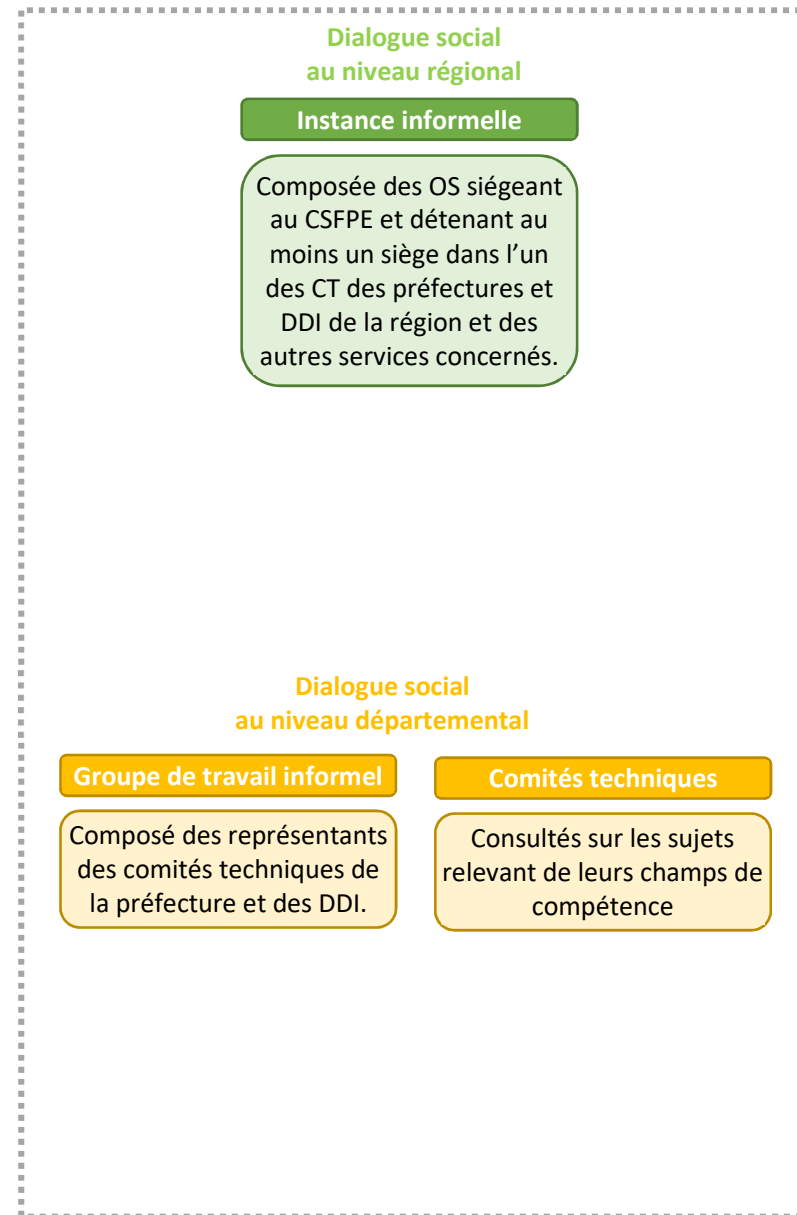 Dialogue social
au niveau régional
Instance informelle
Composée des OS siégeant
au CSFPE et détenant au
moins un siège dans l’un
des CT des préfectures et
DDI de la région et des
autres services concernés.
Dialogue social
au niveau départemental
Groupe de travail informel
Composé des représentants
des comités techniques de
la préfecture et des DDI.
Comités techniques
Consultés sur les sujets
relevant de leurs champs de
compétence